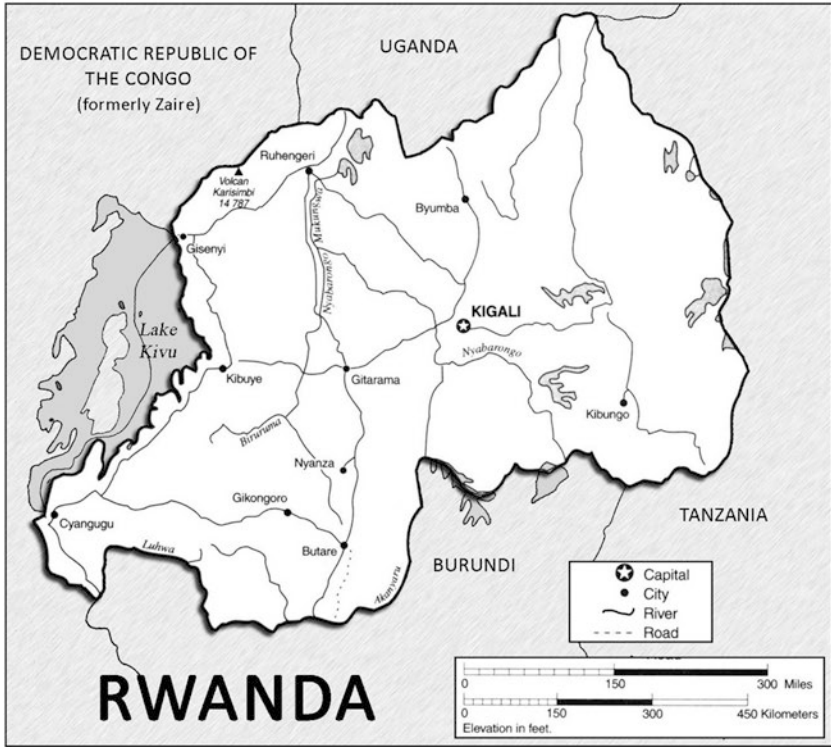 DEMOCRATIC REPUBLIC OF
THE CONGO
(formerly Zaire)
UGANDA
Ruhengeri
Volcan
Karisimbi
14 787
Byumba
Mukungwa
Gisenyi
Nyabarongo
KIGALI
Lake
Kivu
Nyabarongo
Kibuye
Gitarama
Kibungo
Biruruma
Nyanza
Gikongoro
Cyangugu
TANZANIA
Luhwa
Butare
Akanyaru
BURUNDI
Capital
City
River
Road
RWANDA
0 150 300 Miles
0 150 300 450 Kilometers
Elevation in feet.